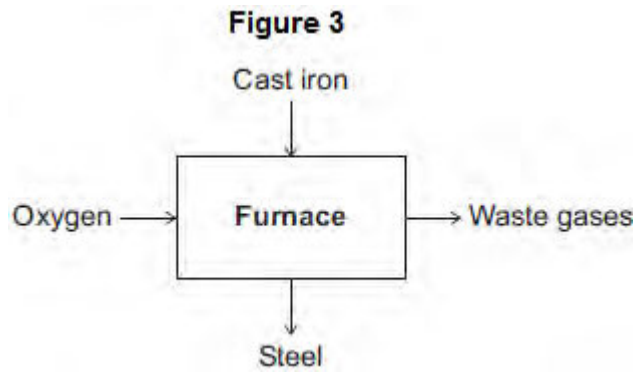 Figure 3
Cast iron
Oxygen
Furnace
Waste gases
Steel